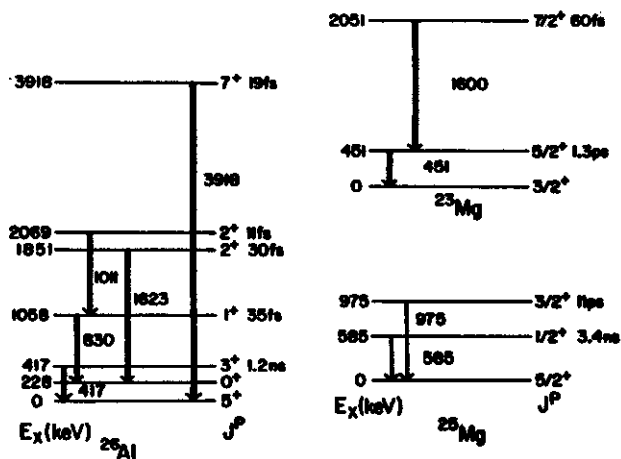 3918 7⁺ 19fs
3918
2069 2⁺ 11fs
1851 2⁺ 30fs
1011
1623
1058 1⁺ 35fs
830
417 3⁺ 1.2ns
228 0⁺
417
0 5⁺
Eₓ(keV) ²⁶Al Jᴾ
2051 7/2⁺ 60fs
1600
451 5/2⁺ 1.3ps
451
0 3/2⁺
²³Mg
975 3/2⁺ 11ps
975
585 1/2⁺ 3.4ns
585
0 5/2⁺
Eₓ(keV) ²⁵Mg Jᴾ